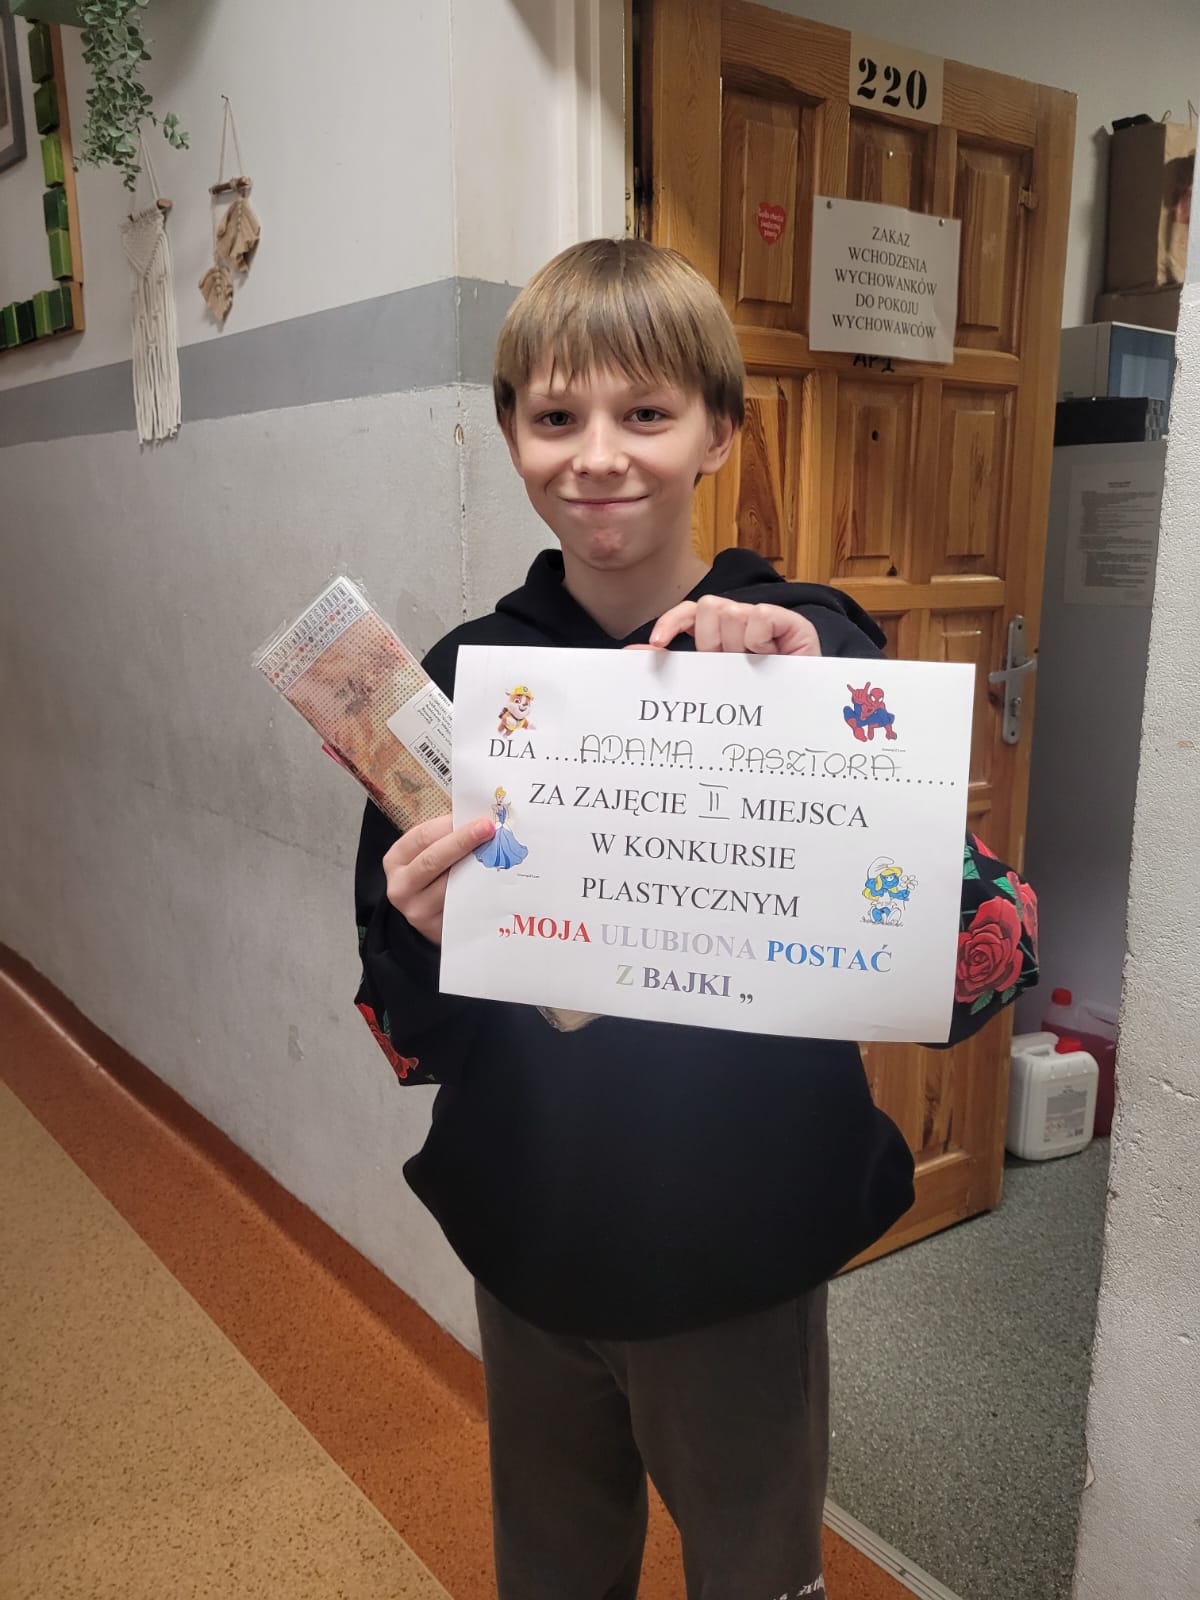 220
ZAKAZ
WCHODZENIA
WYCHOWANKÓW
DO POKOJU
WYCHOWAWCÓW
AP1
DYPLOM
DLA ....ADAMA PASZTORA....
ZA ZAJĘCIE II MIEJSCA
W KONKURSIE
PLASTYCZNYM
„MOJA ULUBIONA POSTAĆ
Z BAJKI „